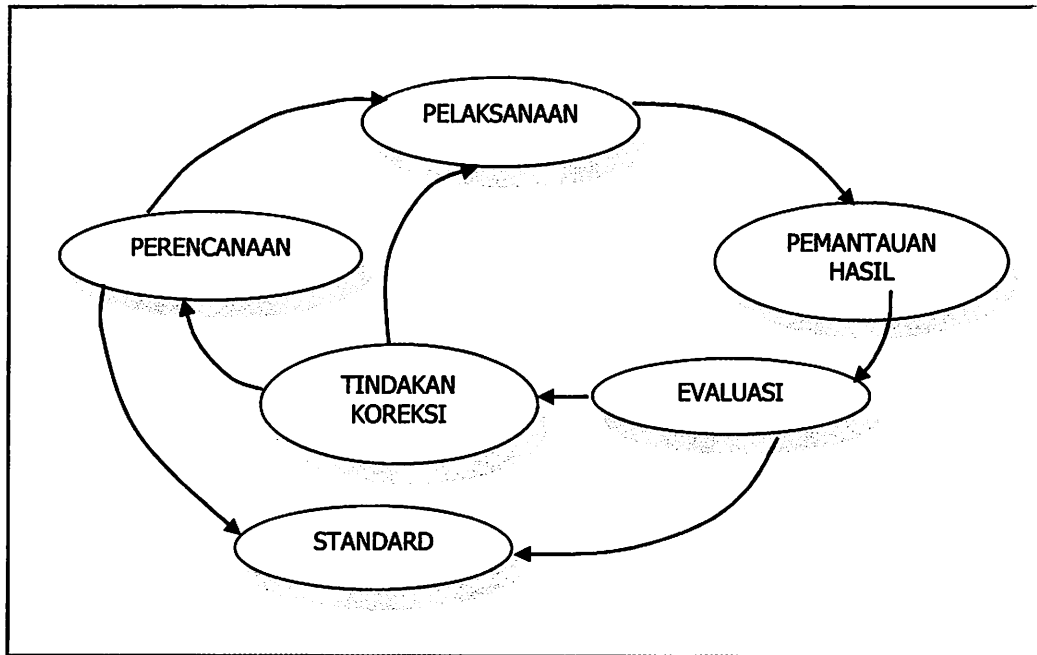 PELAKSANAAN
PERENCANAAN
PEMANTAUAN
HASIL
TINDAKAN
KOREKSI
EVALUASI
STANDARD